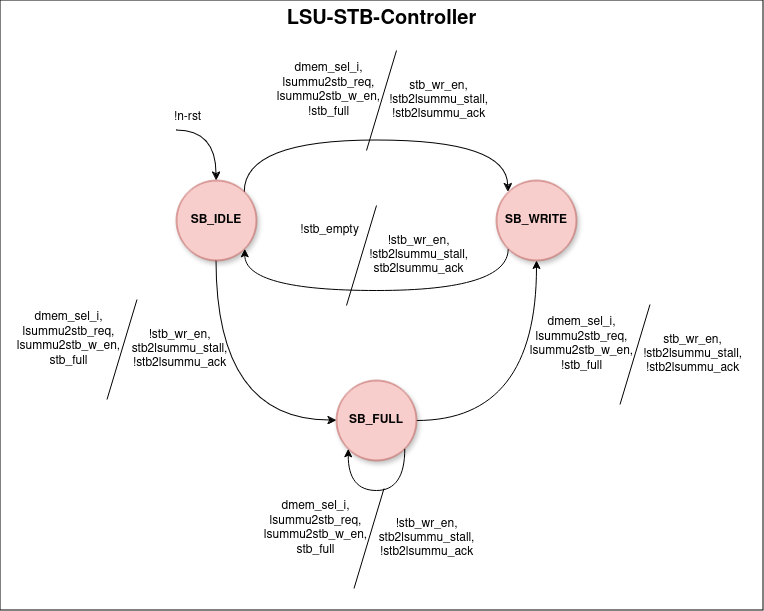 LSU-STB-Controller
dmem_sel_i,
lsummu2stb_req,
lsummu2stb_w_en,
!stb_full
stb_wr_en,
!stb2lsummu_stall,
!stb2lsummu_ack
!n-rst
SB_IDLE
SB_WRITE
!stb_empty
!stb_wr_en,
!stb2lsummu_stall,
stb2lsummu_ack
dmem_sel_i,
lsummu2stb_req,
lsummu2stb_w_en,
stb_full
!stb_wr_en,
stb2lsummu_stall,
!stb2lsummu_ack
dmem_sel_i,
lsummu2stb_req,
lsummu2stb_w_en,
!stb_full
stb_wr_en,
!stb2lsummu_stall,
!stb2lsummu_ack
SB_FULL
dmem_sel_i,
lsummu2stb_req,
lsummu2stb_w_en,
stb_full
!stb_wr_en,
stb2lsummu_stall,
!stb2lsummu_ack